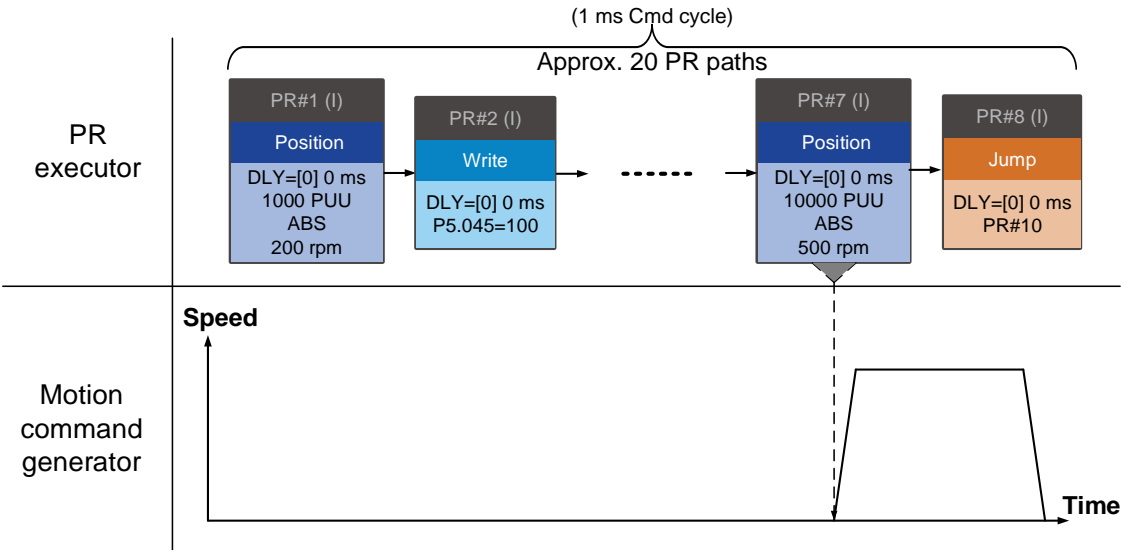 (1 ms Cmd cycle)
Approx. 20 PR paths
PR executor
PR#1 (I)
Position
DLY=[0] 0 ms
1000 PUU
ABS
200 rpm
PR#2 (I)
Write
DLY=[0] 0 ms
P5.045=100
PR#7 (I)
Position
DLY=[0] 0 ms
10000 PUU
ABS
500 rpm
PR#8 (I)
Jump
DLY=[0] 0 ms
PR#10
Motion
command
generator
Speed
Time